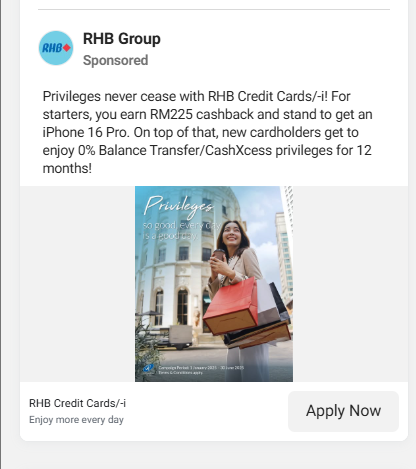 RHB
RHB Group
Sponsored
Privileges never cease with RHB Credit Cards/-i! For
starters, you earn RM225 cashback and stand to get an
iPhone 16 Pro. On top of that, new cardholders get to
enjoy 0% Balance Transfer/CashXcess privileges for 12
months!
Privileges
so good, every day
is a good day
Campaign Period: 1 January 2025 - 30 June 2025
Terms & Conditions apply.
RHB Credit Cards/-i
Enjoy more every day
Apply Now